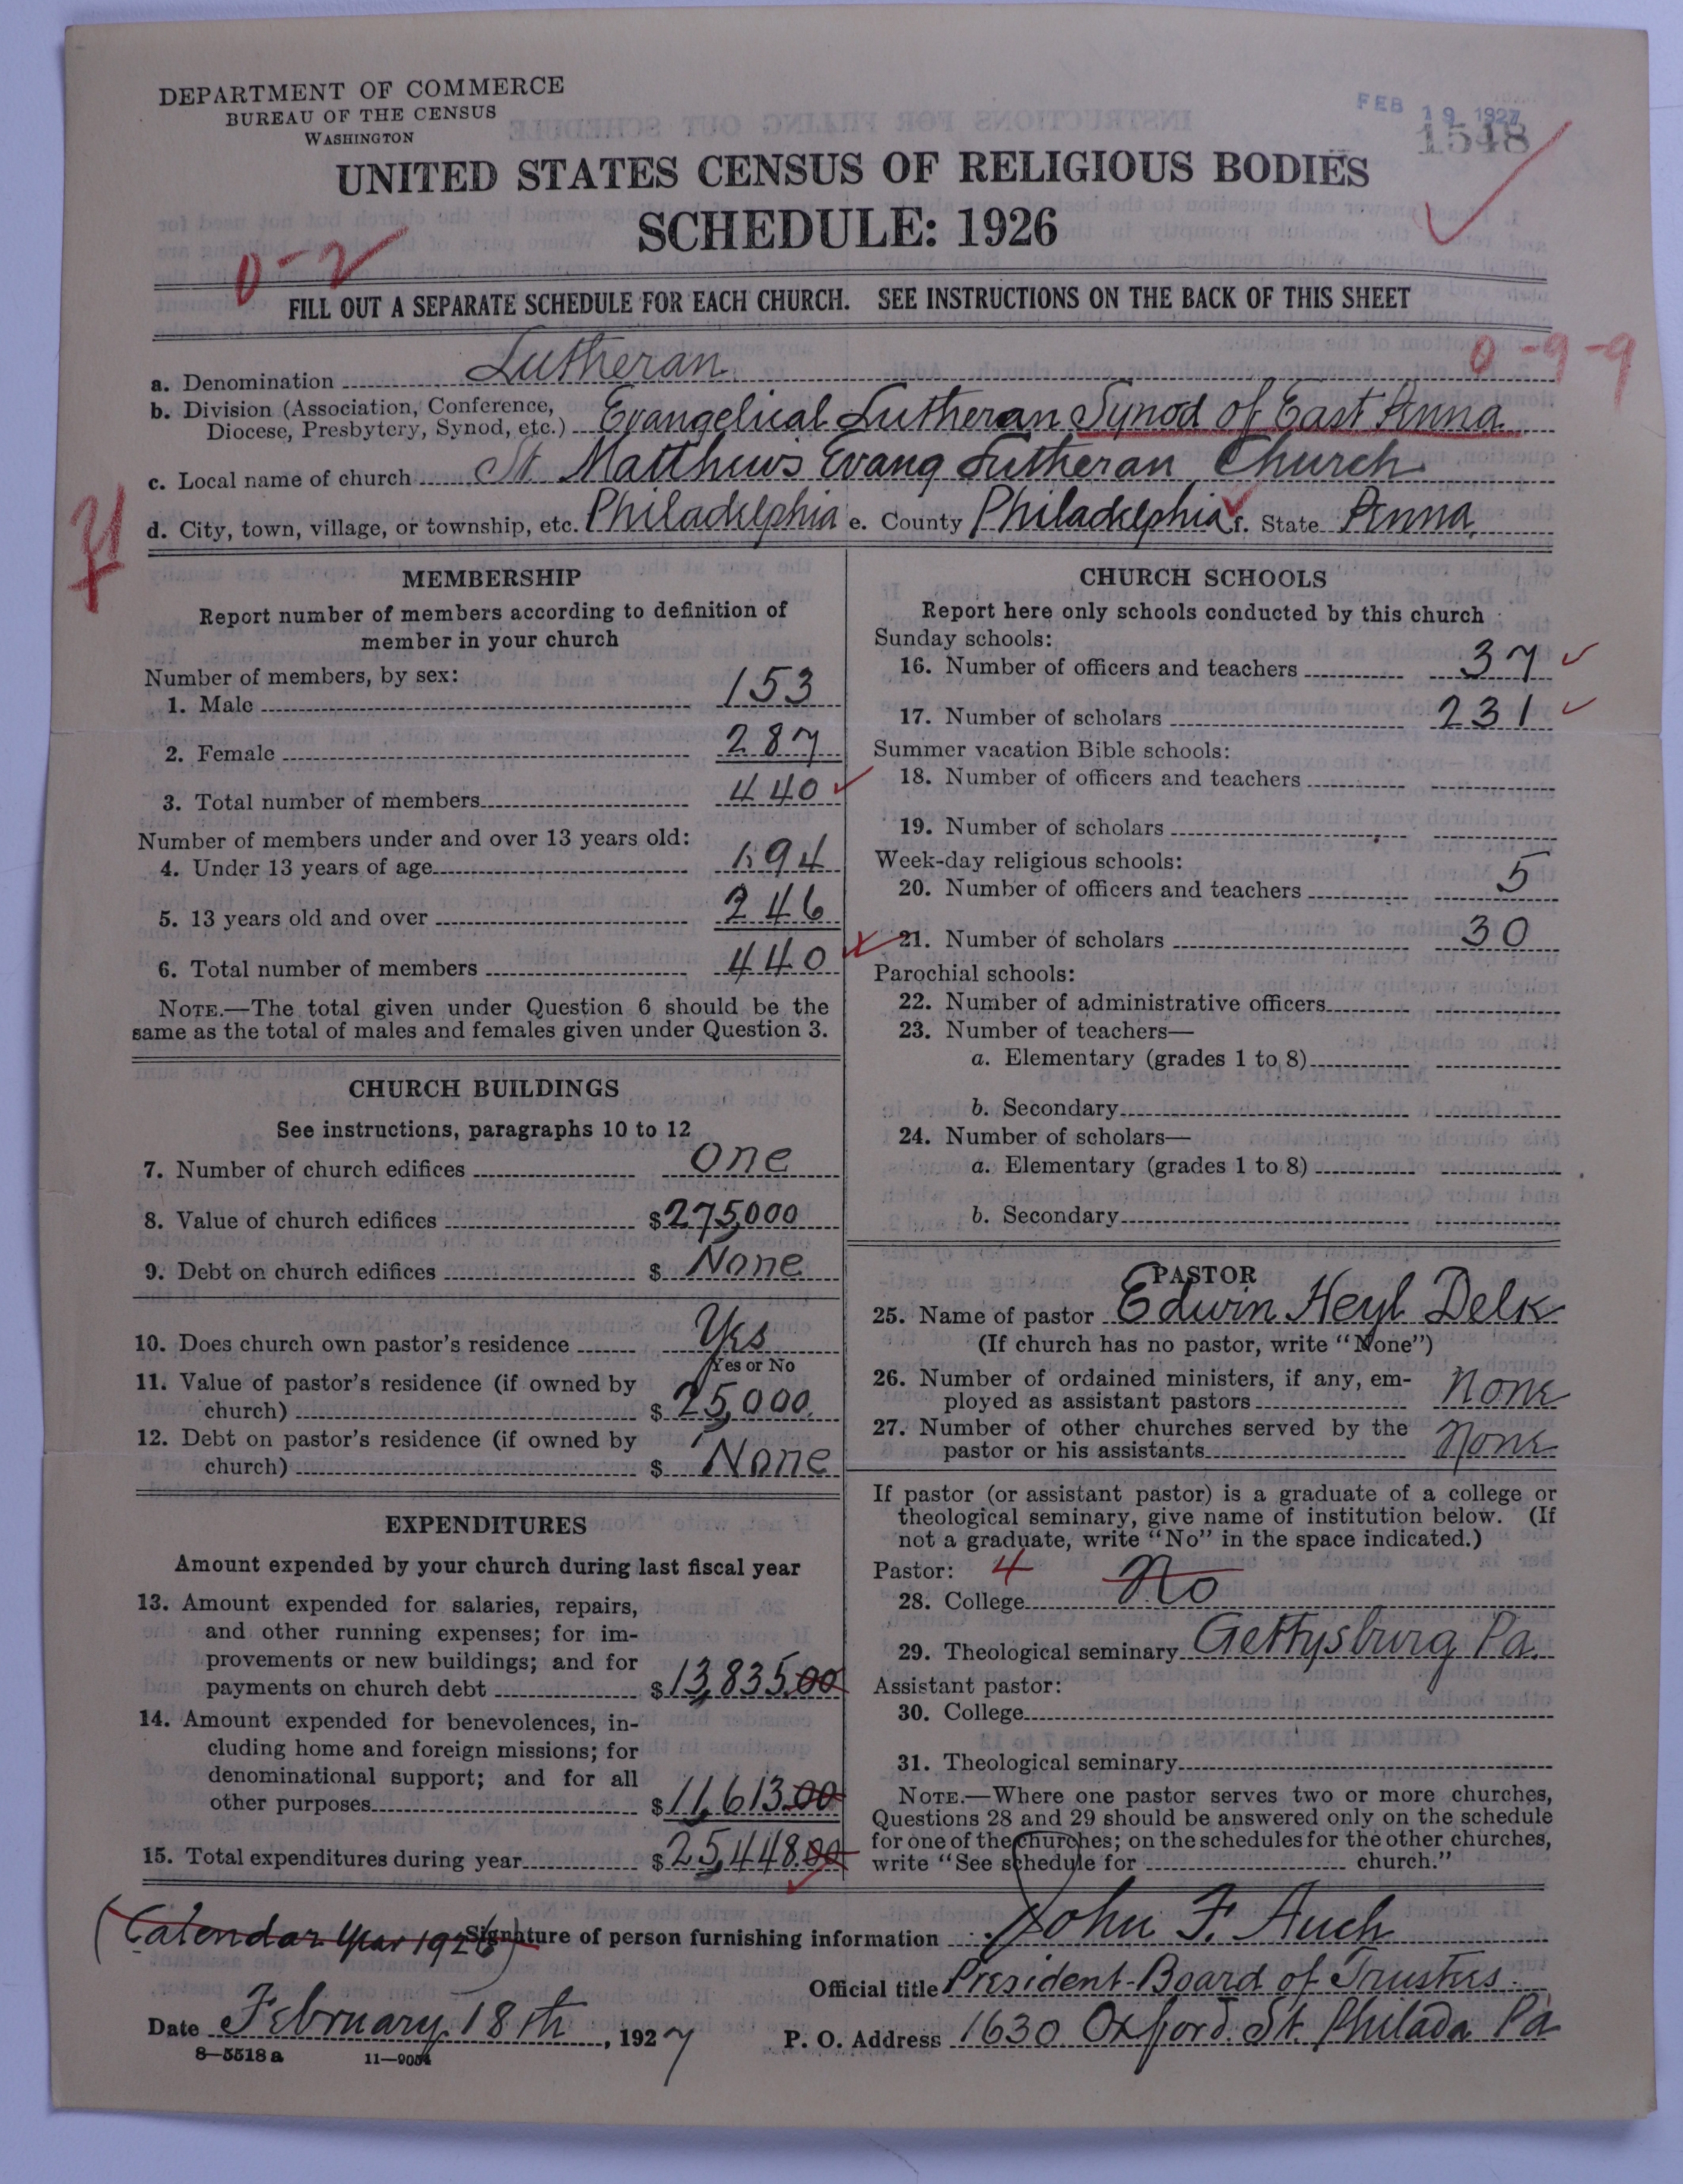 DEPARTMENT OF COMMERCE
BUREAU OF THE CENSUS
WASHINGTON
FEB 19 1927
1548
UNITED STATES CENSUS OF RELIGIOUS BODIES
SCHEDULE: 1926
0-2
FILL OUT A SEPARATE SCHEDULE FOR EACH CHURCH. SEE INSTRUCTIONS ON THE BACK OF THIS SHEET
0-9-9
a. Denomination Lutheran
b. Division (Association, Conference, Diocese, Presbytery, Synod, etc.) Evangelical Lutheran Synod of East Penna
c. Local name of church St. Matthews Evang Lutheran Church
d. City, town, village, or township, etc. Philadelphia e. County Philadelphia f. State Penna
MEMBERSHIP
Report number of members according to definition of
member in your church
Number of members, by sex:
1. Male 153
2. Female 287
3. Total number of members 440
Number of members under and over 13 years old:
4. Under 13 years of age 194
5. 13 years old and over 246
6. Total number of members 440
NOTE.—The total given under Question 6 should be the
same as the total of males and females given under Question 3.
CHURCH BUILDINGS
See instructions, paragraphs 10 to 12
7. Number of church edifices One
8. Value of church edifices $275,000
9. Debt on church edifices $ None
10. Does church own pastor's residence Yes
Yes or No
11. Value of pastor's residence (if owned by
church) $ 25,000
12. Debt on pastor's residence (if owned by
church) $ None
EXPENDITURES
Amount expended by your church during last fiscal year
13. Amount expended for salaries, repairs,
and other running expenses; for im-
provements or new buildings; and for
payments on church debt $13,835.00
14. Amount expended for benevolences, in-
cluding home and foreign missions; for
denominational support; and for all
other purposes $11,613.00
15. Total expenditures during year $25,448.00
CHURCH SCHOOLS
Report here only schools conducted by this church
Sunday schools:
16. Number of officers and teachers 37
17. Number of scholars 231
Summer vacation Bible schools:
18. Number of officers and teachers
19. Number of scholars
Week-day religious schools:
20. Number of officers and teachers 5
21. Number of scholars 30
Parochial schools:
22. Number of administrative officers
23. Number of teachers—
a. Elementary (grades 1 to 8)
b. Secondary
24. Number of scholars—
a. Elementary (grades 1 to 8)
b. Secondary
PASTOR
25. Name of pastor Edwin Heyl Delk
(If church has no pastor, write "None")
26. Number of ordained ministers, if any, em-
ployed as assistant pastors None
27. Number of other churches served by the
pastor or his assistants None
If pastor (or assistant pastor) is a graduate of a college or
theological seminary, give name of institution below. (If
not a graduate, write "No" in the space indicated.)
Pastor: 4
28. College No
29. Theological seminary Gettysburg Pa.
Assistant pastor:
30. College
31. Theological seminary
NOTE.—Where one pastor serves two or more churches,
Questions 28 and 29 should be answered only on the schedule
for one of the churches; on the schedules for the other churches,
write "See schedule for church."
(Calendar Year 1926)
Signature of person furnishing information John F. Auch
Official title President-Board of Trustees
Date February 18th, 1927
P. O. Address 1630 Oxford St. Philada Pa
8—5518 a 11—9054